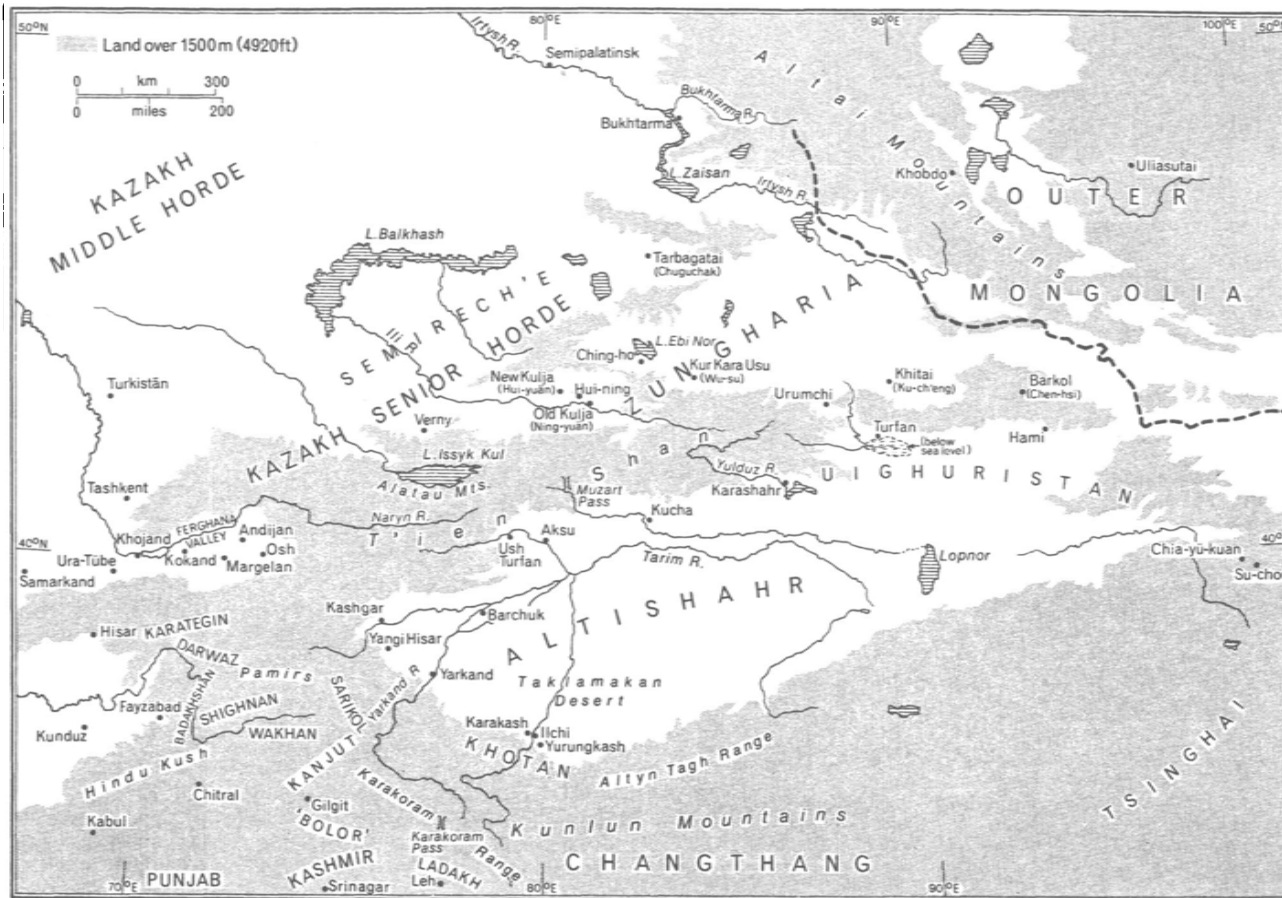 50°N
80°E
90°E
100°E
50°
Land over 1500m (4920ft)
0 km 300
0 miles 200
Irtysh R.
Semipalatinsk
Altai Mountains
Bukhtarma R.
Bukhtarma
L. Zaisan
Irtysh R.
Khobdo
Uliasutai
OUTER
MONGOLIA
KAZAKH
MIDDLE HORDE
L. Balkhash
Tarbagatai
(Chuguchak)
SEMIRECH'E
KAZAKH SENIOR HORDE
Ili R.
ZUNGHARIA
L. Ebi Nor
Ching-ho
Kur Kara Usu
(Wu-su)
New Kulja
(Hui-yuan)
Hui-ning
Old Kulja
(Ning-yuan)
Urumchi
Khitai
(Ku-ch'eng)
Barkol
(Chen-hsi)
Turkistān
Verny
Turfan
(below
sea level)
Hami
L. Issyk Kul
Alatau Mts.
T'ien Shan
Muzart
Pass
Yulduz R.
Karashahr
UIGHURISTAN
Tashkent
Naryn R.
Kucha
FERGHANA
VALLEY
Andijan
Khojand
Aksu
40°N
Ura-Tübe
Kokand
Osh
Margelan
Ush
Turfan
Tarim R.
Lopnor
Chia-yü-kuan
40°
Su-cho
Samarkand
Kashgar
Barchuk
ALTISHAHR
Hisar
KARATEGIN
Yangi Hisar
DARWAZ
Pamirs
Yarkand
Yarkand R.
Taklamakan
Desert
SARIKOL
Fayzabad
BADAKHSHĀN
SHIGHNAN
WAKHAN
Kunduz
Karakash
Ilchi
Yurungkash
KHOTAN
Altyn Tagh Range
TSINGHAI
Hindu Kush
KANJUT
Chitral
Gilgit
Karakoram Range
'BOLOR'
Karakoram
Pass
Kunlun Mountains
Kabul
CHANGTHANG
KASHMIR
LADAKH
Leh
70°E
PUNJAB
Srinagar
80°E
90°E